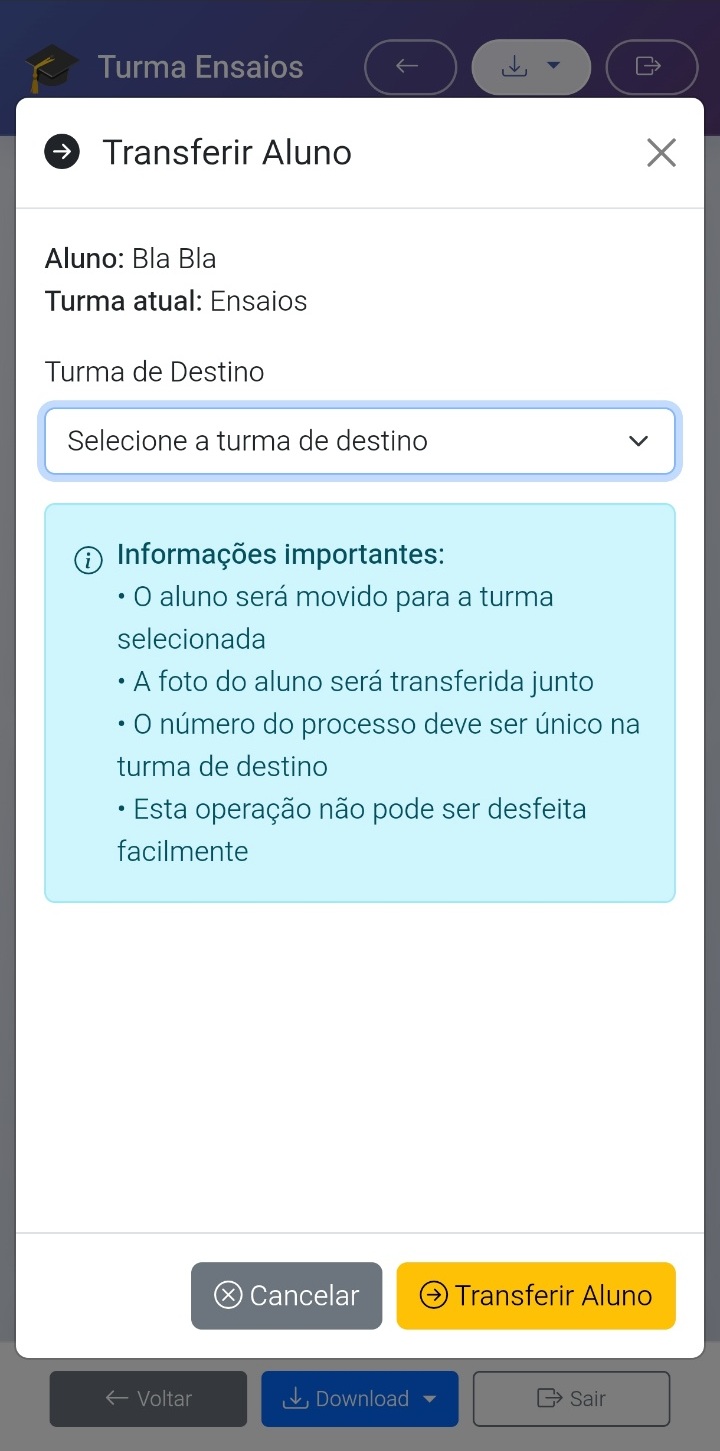 Turma Ensaios
Transferir Aluno
Aluno: Bla Bla
Turma atual: Ensaios
Turma de Destino
Selecione a turma de destino
Informações importantes:
• O aluno será movido para a turma
selecionada
• A foto do aluno será transferida junto
• O número do processo deve ser único na
turma de destino
• Esta operação não pode ser desfeita
facilmente
Cancelar
Transferir Aluno
Voltar
Download
Sair